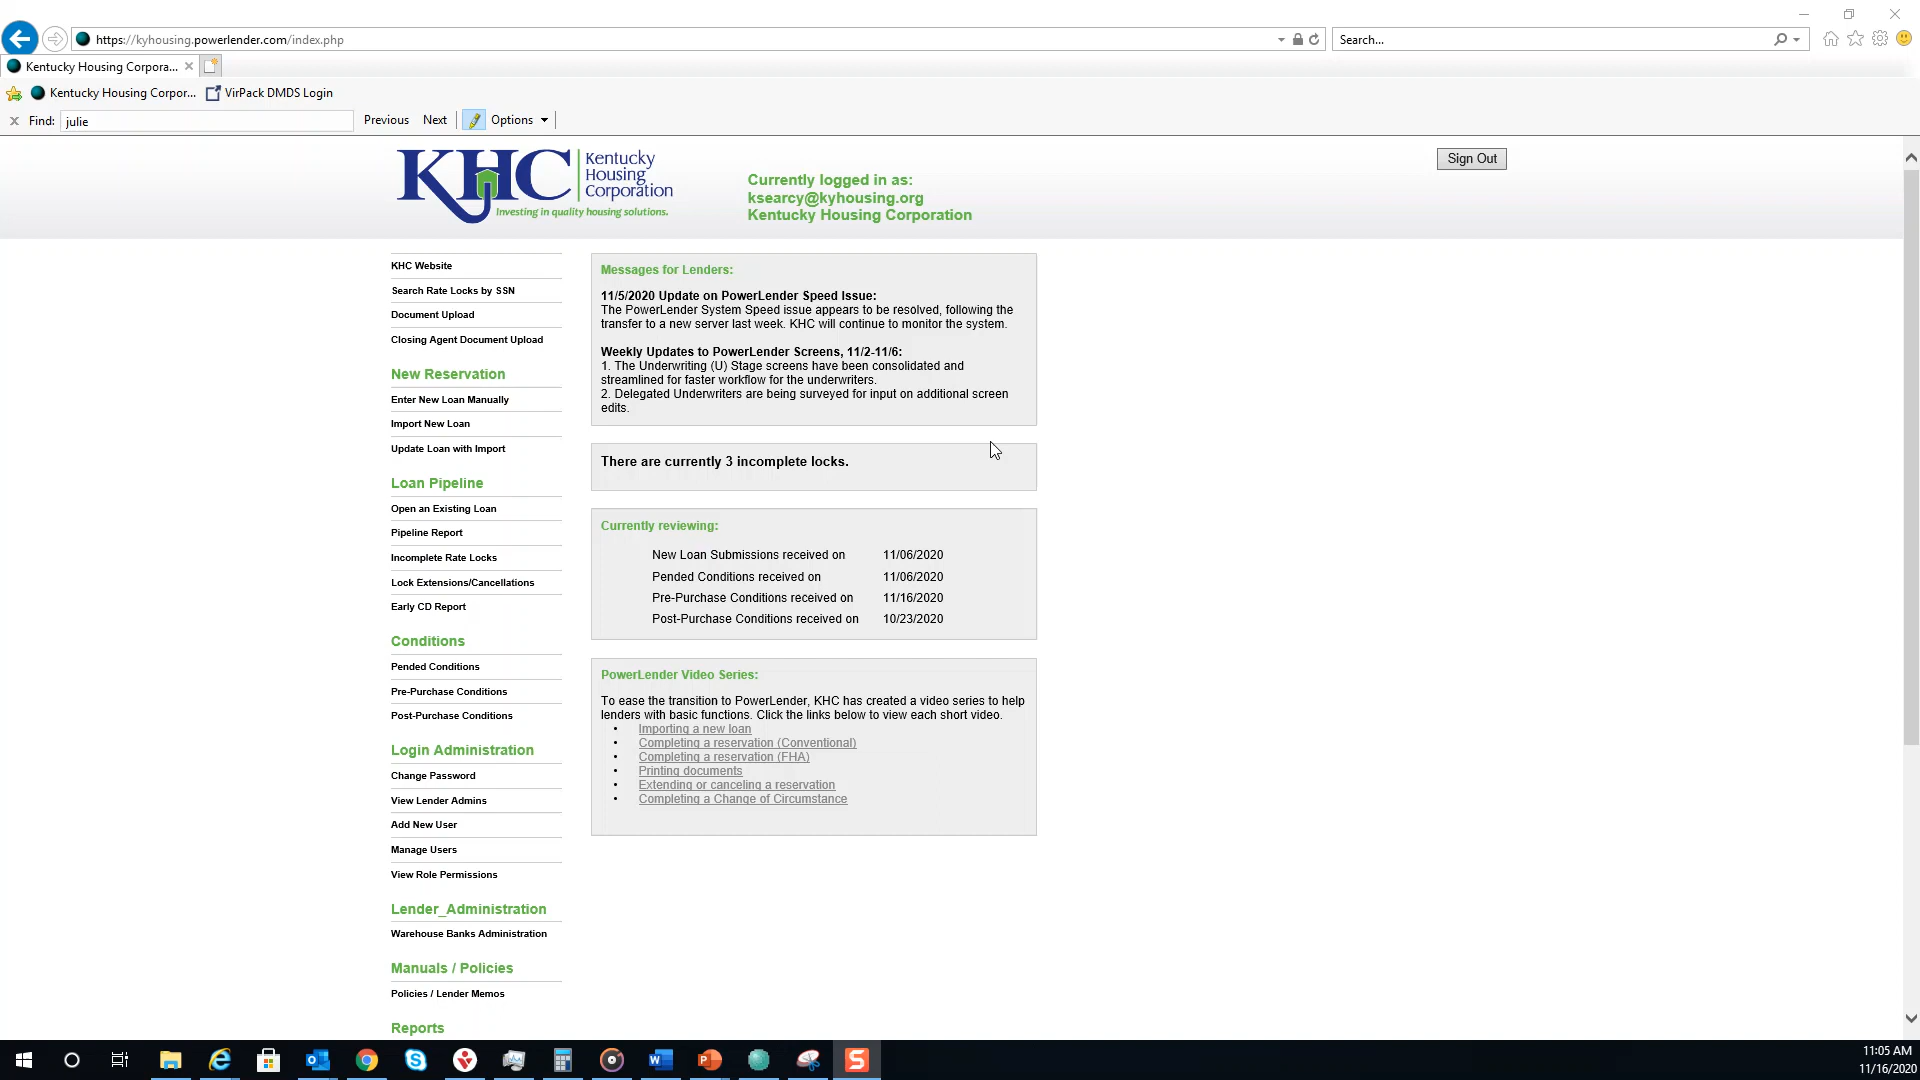 https://kyhousing.powerlender.com/index.php
Search...
Kentucky Housing Corpora...
Kentucky Housing Corpor...
VirPack DMDS Login
Find: julie
Previous
Next
Options
KHC
Kentucky
Housing
Corporation
Investing in quality housing solutions.
Currently logged in as:
ksearcy@kyhousing.org
Kentucky Housing Corporation
Sign Out
KHC Website
Search Rate Locks by SSN
Document Upload
Closing Agent Document Upload
New Reservation
Enter New Loan Manually
Import New Loan
Update Loan with Import
Loan Pipeline
Open an Existing Loan
Pipeline Report
Incomplete Rate Locks
Lock Extensions/Cancellations
Early CD Report
Conditions
Pended Conditions
Pre-Purchase Conditions
Post-Purchase Conditions
Login Administration
Change Password
View Lender Admins
Add New User
Manage Users
View Role Permissions
Lender_Administration
Warehouse Banks Administration
Manuals / Policies
Policies / Lender Memos
Reports
Messages for Lenders:
11/5/2020 Update on PowerLender Speed Issue:
The PowerLender System Speed issue appears to be resolved, following the
transfer to a new server last week. KHC will continue to monitor the system.
Weekly Updates to PowerLender Screens, 11/2-11/6:
1. The Underwriting (U) Stage screens have been consolidated and
streamlined for faster workflow for the underwriters.
2. Delegated Underwriters are being surveyed for input on additional screen
edits.
There are currently 3 incomplete locks.
Currently reviewing:
New Loan Submissions received on 11/06/2020
Pended Conditions received on 11/06/2020
Pre-Purchase Conditions received on 11/16/2020
Post-Purchase Conditions received on 10/23/2020
PowerLender Video Series:
To ease the transition to PowerLender, KHC has created a video series to help
lenders with basic functions. Click the links below to view each short video.
• Importing a new loan
• Completing a reservation (Conventional)
• Completing a reservation (FHA)
• Printing documents
• Extending or canceling a reservation
• Completing a Change of Circumstance
11:05 AM
11/16/2020